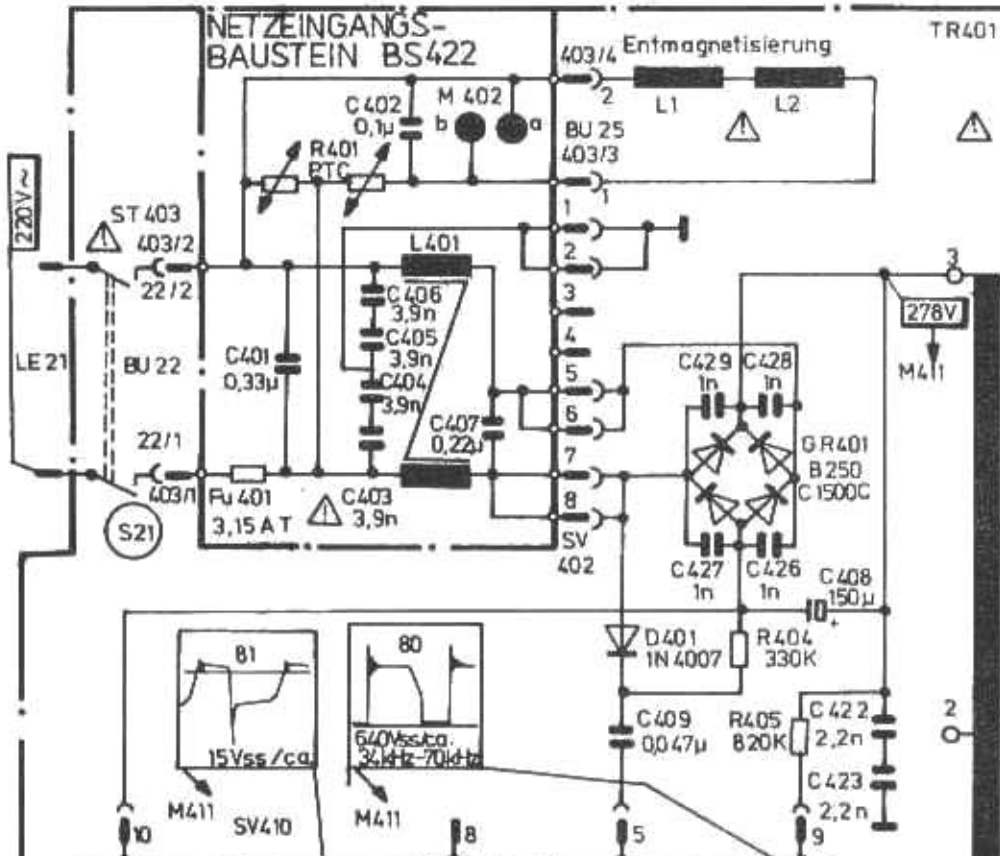 NETZEINGANGS-
BAUSTEIN BS422
TR401
Entmagnetisierung
403/4
2
L1
L2
C402
0,1µ
M 402
b
a
BU 25
403/3
1
R401
PTC
220V~
ST403
403/2
22/2
L401
1
2
3
4
5
6
7
8
SV
402
C406
3,9n
C405
3,9n
C404
3,9n
C403
3,9n
C407
0,22µ
C401
0,33µ
LE21
BU 22
22/1
403/1
S21
Fu 401
3,15 A T
3
278V
M411
C429
1n
C428
1n
GR401
B250
C1500C
C427
1n
C426
1n
C408
150µ
+
D401
1N4007
R404
330K
C409
0,047µ
R405
820K
C422
2,2n
C423
2,2n
2
81
15Vss/ca.
M411
SV410
80
640Vss/ca.
34kHz-70kHz
M411
10
8
5
9